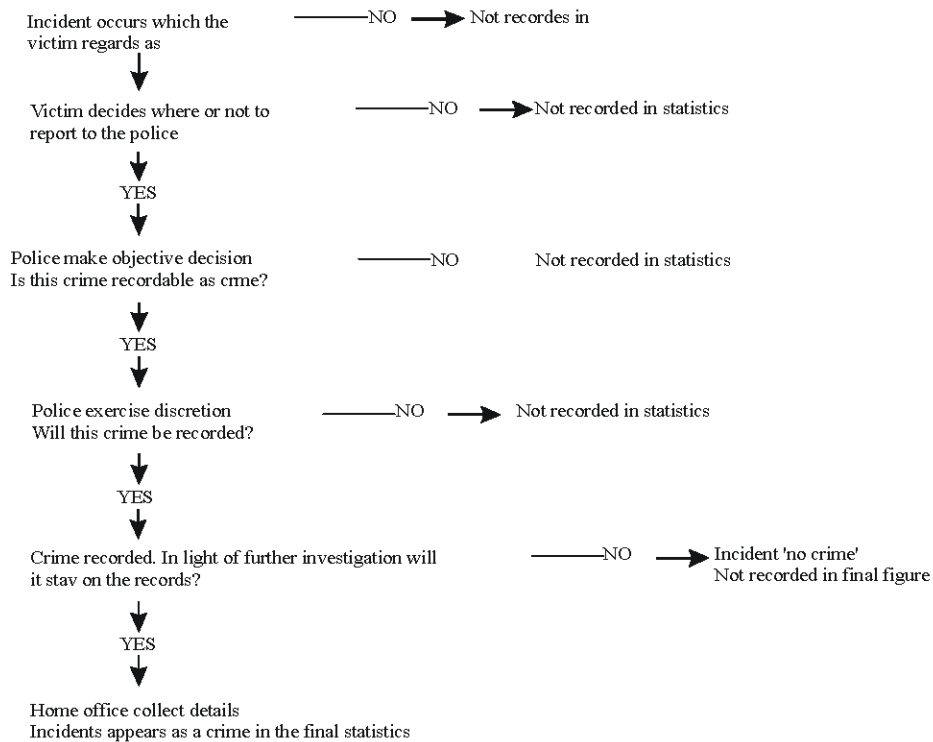 Incident occurs which the
victim regards as
NO
Not recordes in
Victim decides where or not to
report to the police
NO
Not recorded in statistics
YES
Police make objective decision
Is this crime recordable as crme?
NO
Not recorded in statistics
YES
Police exercise discretion
Will this crime be recorded?
NO
Not recorded in statistics
YES
Crime recorded. In light of further investigation will
it stay on the records?
NO
Incident 'no crime'
Not recorded in final figure
YES
Home office collect details
Incidents appears as a crime in the final statistics